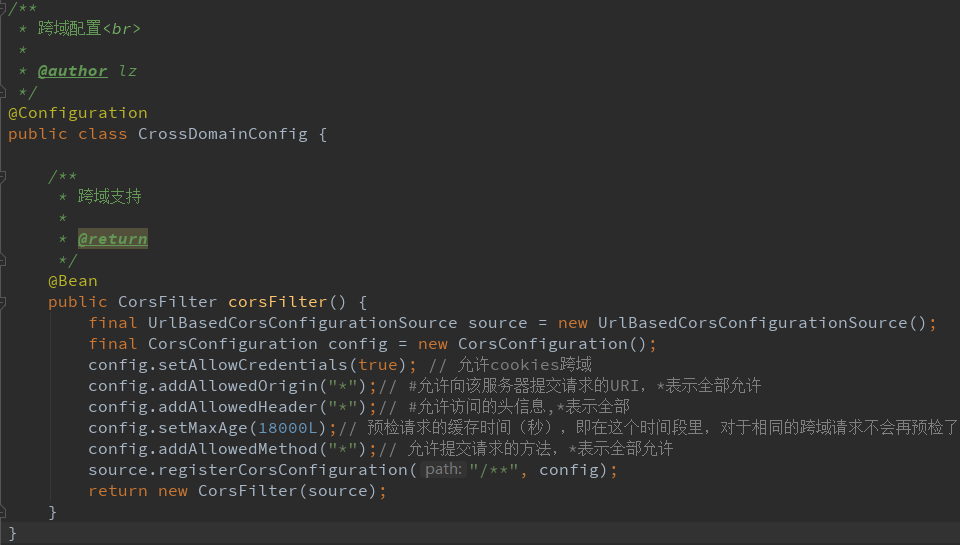 /**
 * 跨域配置<br>
 *
 * @author lz
 */
@Configuration
public class CrossDomainConfig {
    /**
     * 跨域支持
     *
     * @return
     */
    @Bean
    public CorsFilter corsFilter() {
        final UrlBasedCorsConfigurationSource source = new UrlBasedCorsConfigurationSource();
        final CorsConfiguration config = new CorsConfiguration();
        config.setAllowCredentials(true); // 允许cookies跨域
        config.addAllowedOrigin("*");// #允许向该服务器提交请求的URI，*表示全部允许
        config.addAllowedHeader("*");// #允许访问的头信息,*表示全部
        config.setMaxAge(18000L);// 预检请求的缓存时间（秒），即在这个时间段里，对于相同的跨域请求不会再预检了
        config.addAllowedMethod("*");// 允许提交请求的方法，*表示全部允许
        source.registerCorsConfiguration( path: "/**", config);
        return new CorsFilter(source);
    }
}